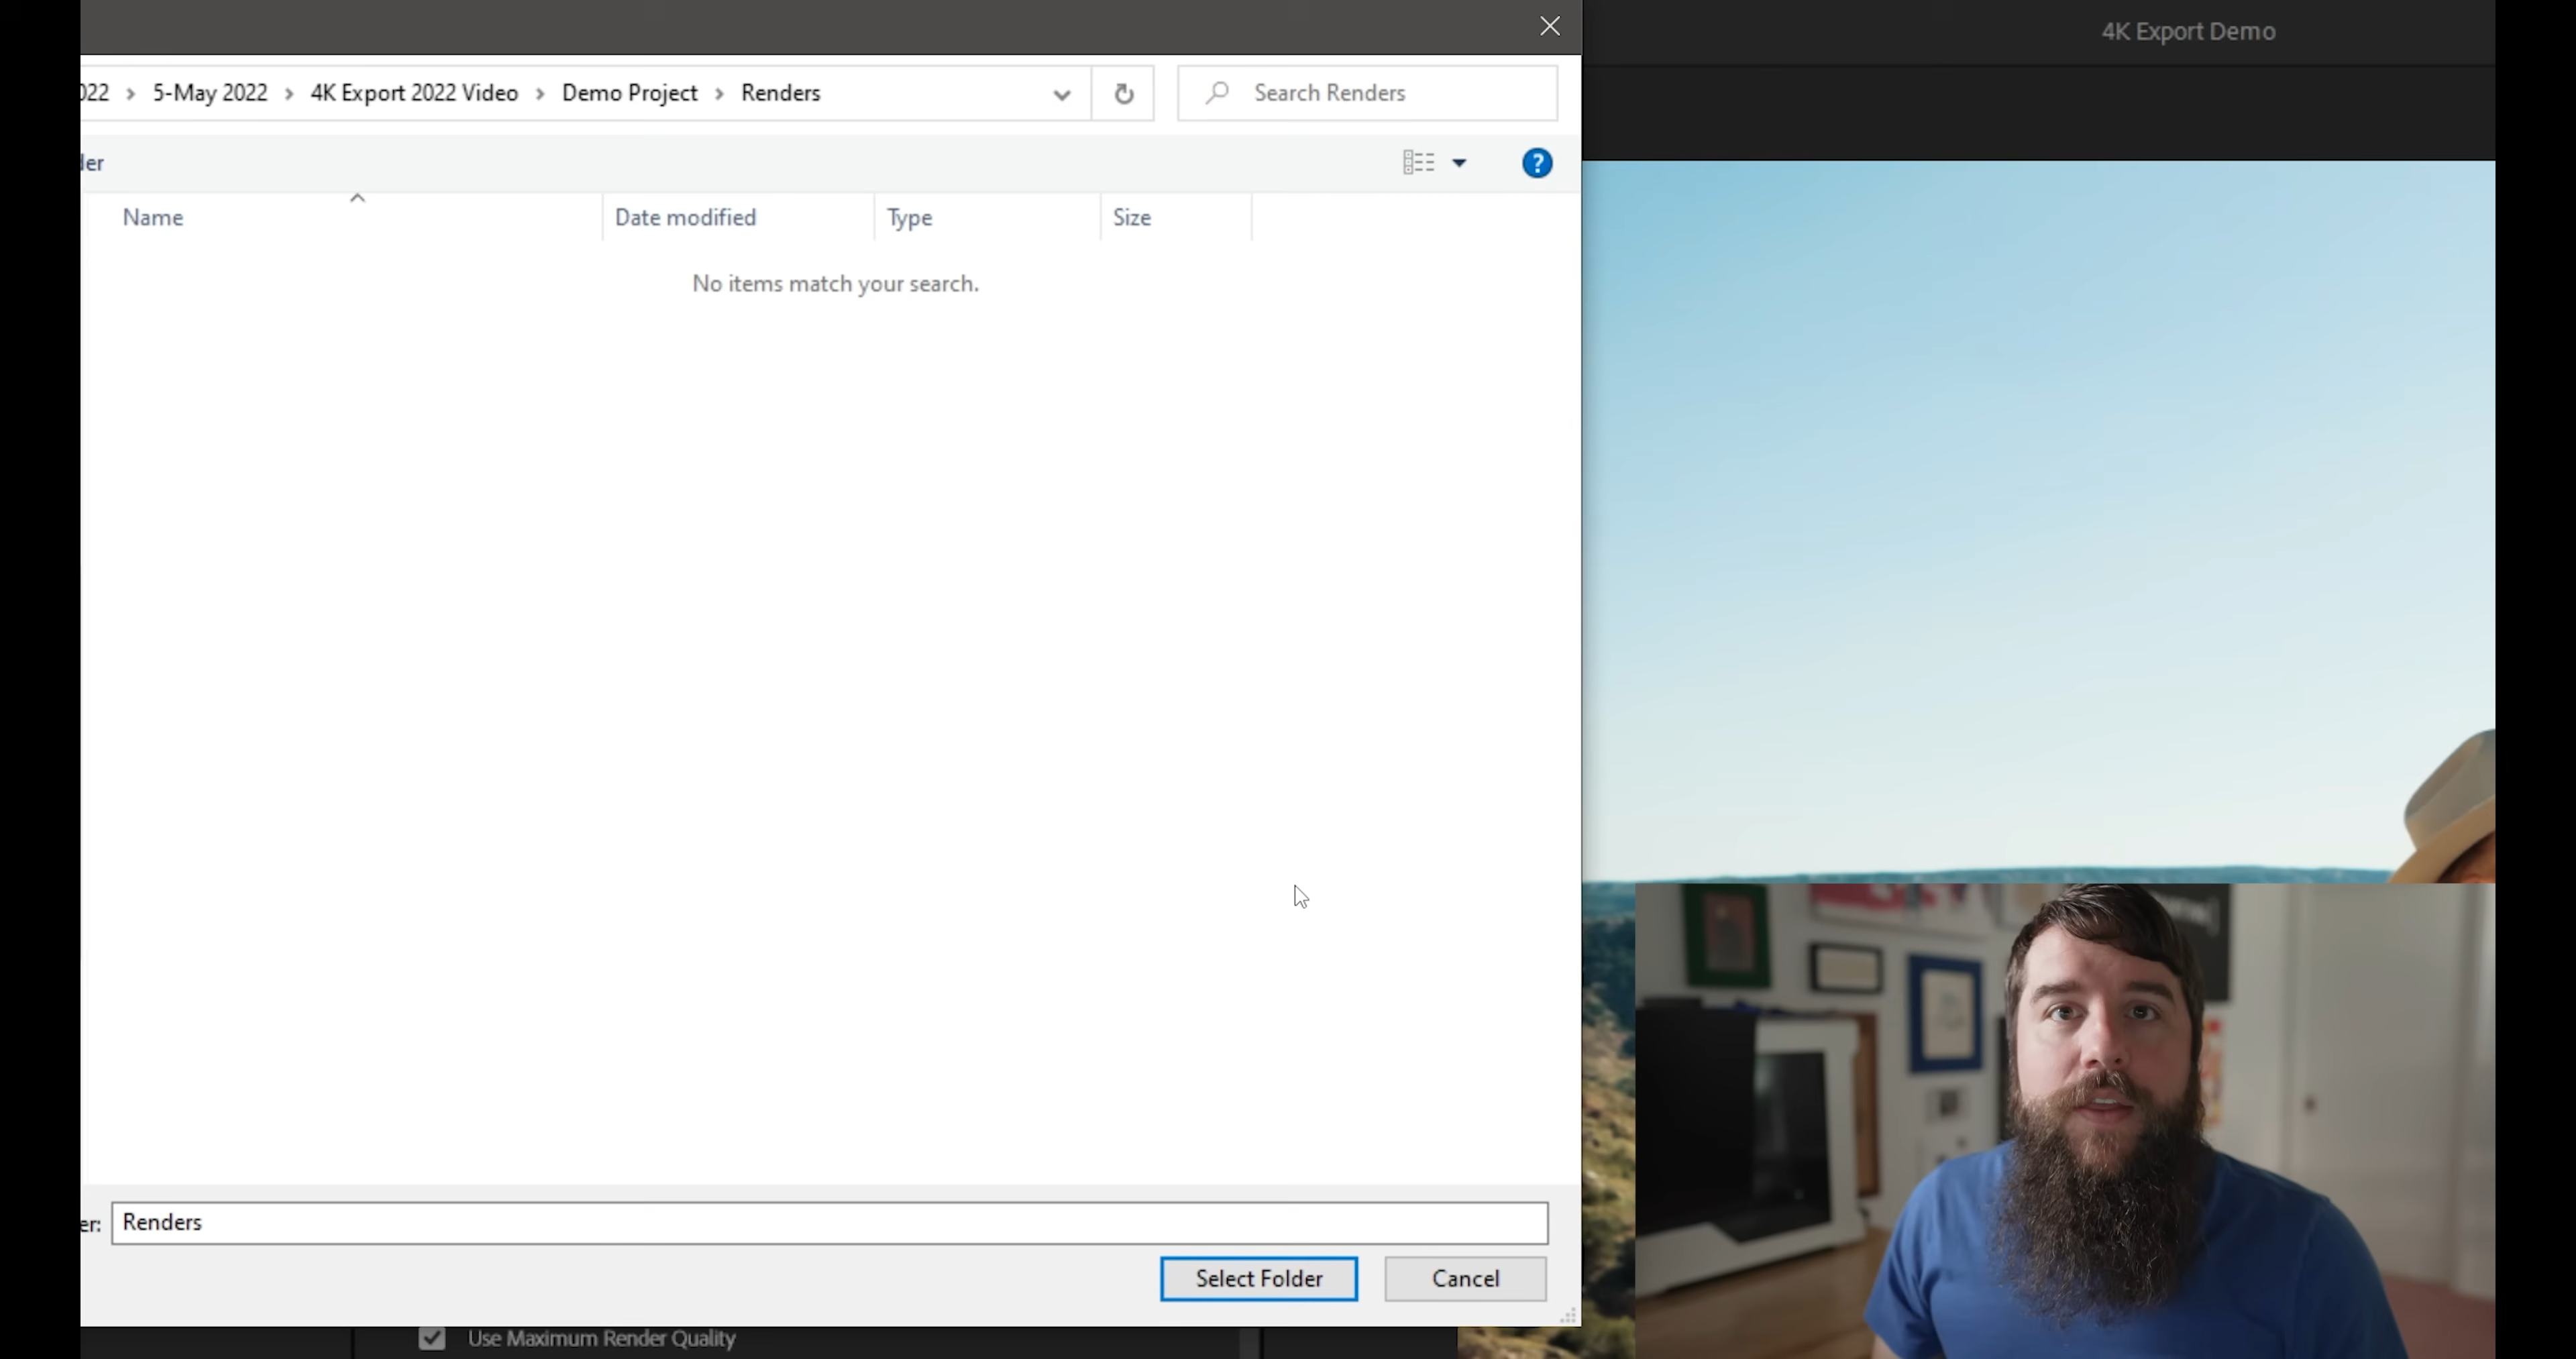 4K Export Demo
022 > 5-May 2022 > 4K Export 2022 Video > Demo Project > Renders
Search Renders
der
?
Name
Date modified
Type
Size
No items match your search.
er:
Renders
Select Folder
Cancel
Use Maximum Render Quality